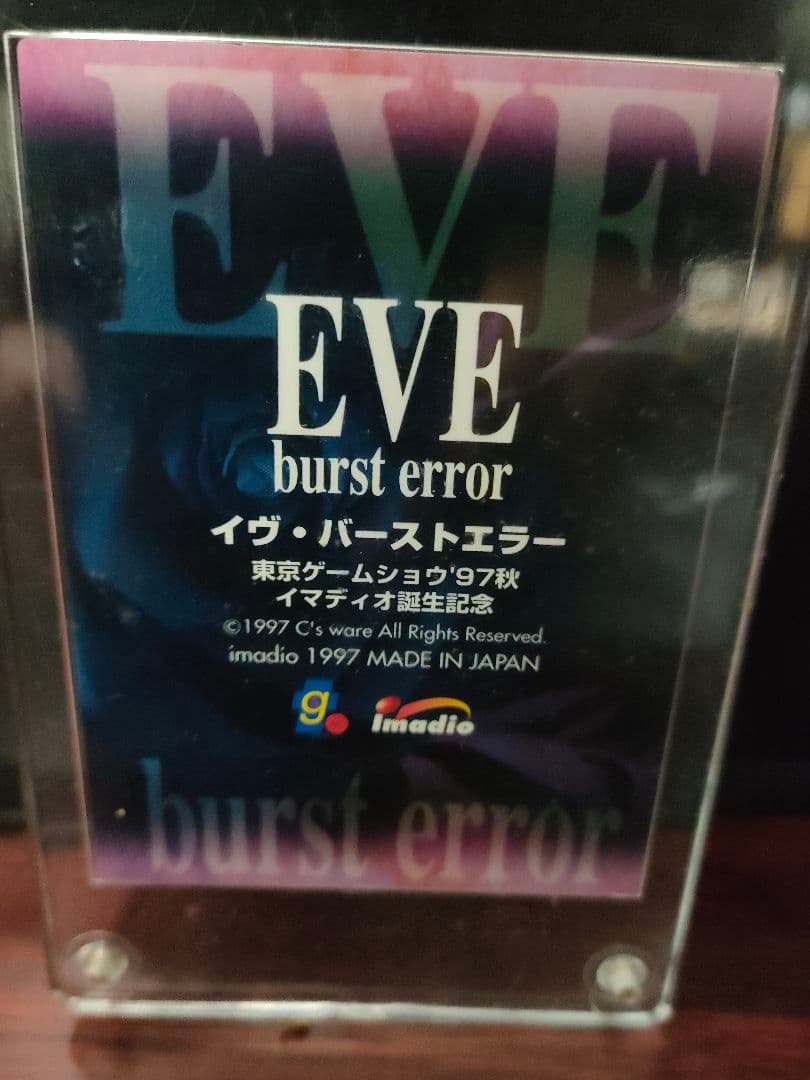 EVE
EVE
burst error
イヴ・バーストエラー
東京ゲームショウ'97秋
イマディオ誕生記念
©1997 C's ware All Rights Reserved.
imadio 1997 MADE IN JAPAN
g imadio
burst error